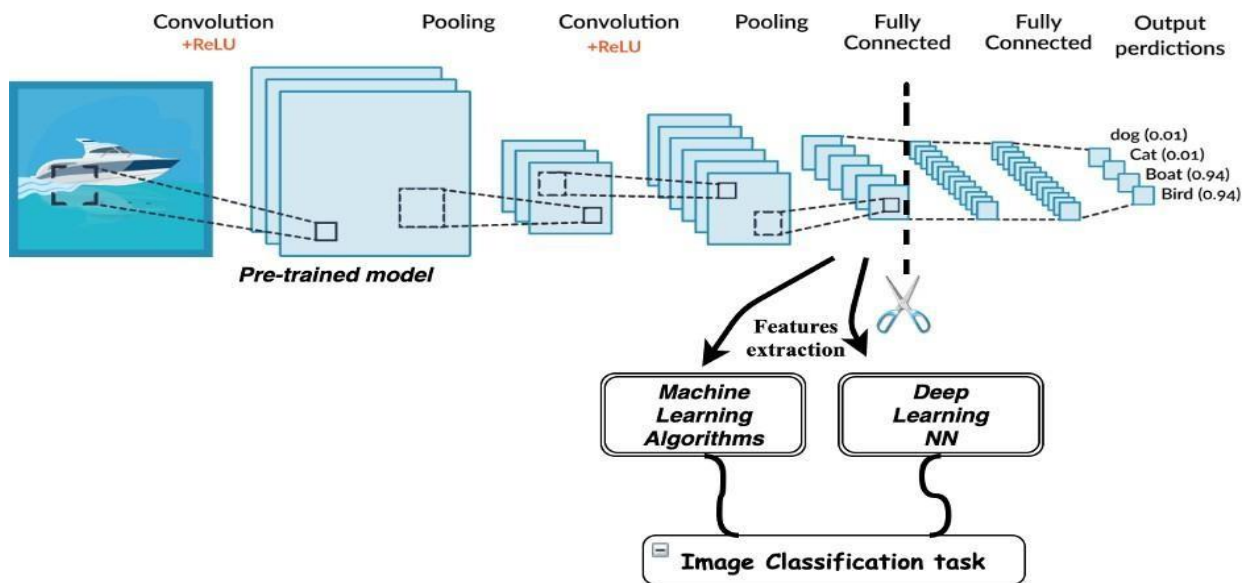 Convolution
+ReLU
Pooling
Convolution
+ReLU
Pooling
Fully
Connected
Fully
Connected
Output
perdictions
dog (0.01)
Cat (0.01)
Boat (0.94)
Bird (0.94)
Pre-trained model
Features
extraction
Machine
Learning
Algorithms
Deep
Learning
NN
Image Classification task